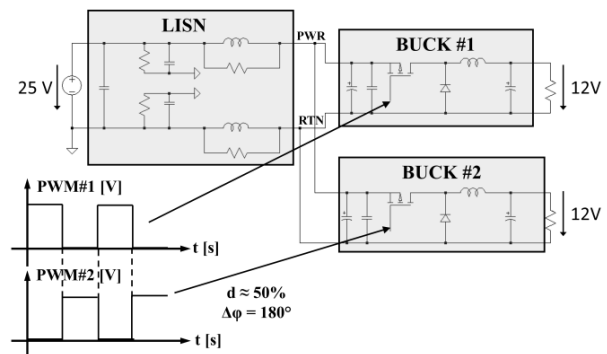 LISN
PWR
BUCK #1
25 V
12V
RTN
BUCK #2
PWM#1 [V]
12V
t [s]
PWM#2 [V]
d ≈ 50%
Δφ = 180°
t [s]